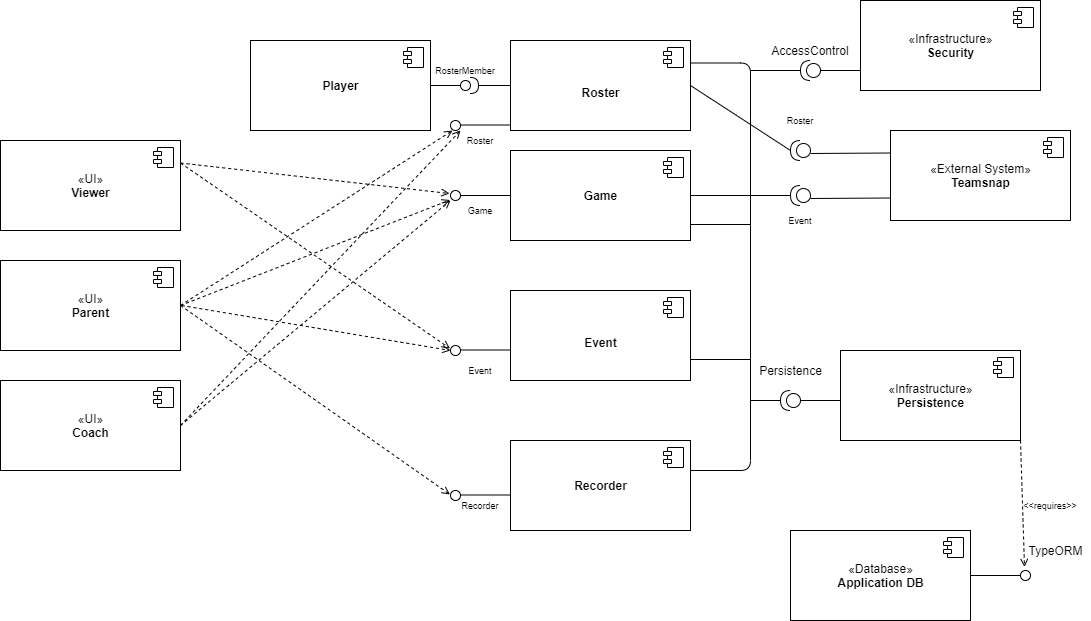 «Infrastructure»
Security
AccessControl
Player
RosterMember
Roster
Roster
Roster
«External System»
Teamsnap
«UI»
Viewer
Game
Game
Event
«UI»
Parent
Event
Event
Persistence
«Infrastructure»
Persistence
«UI»
Coach
Recorder
Recorder
<<requires>>
TypeORM
«Database»
Application DB